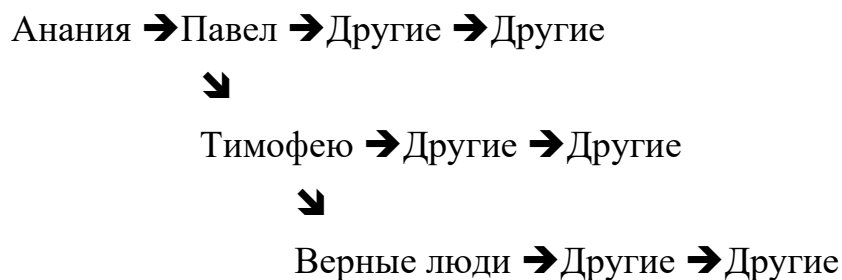 Анания ➔Павел ➔Другие ➔Другие
➘
Тимофею ➔Другие ➔Другие
➘
Верные люди ➔Другие ➔Другие